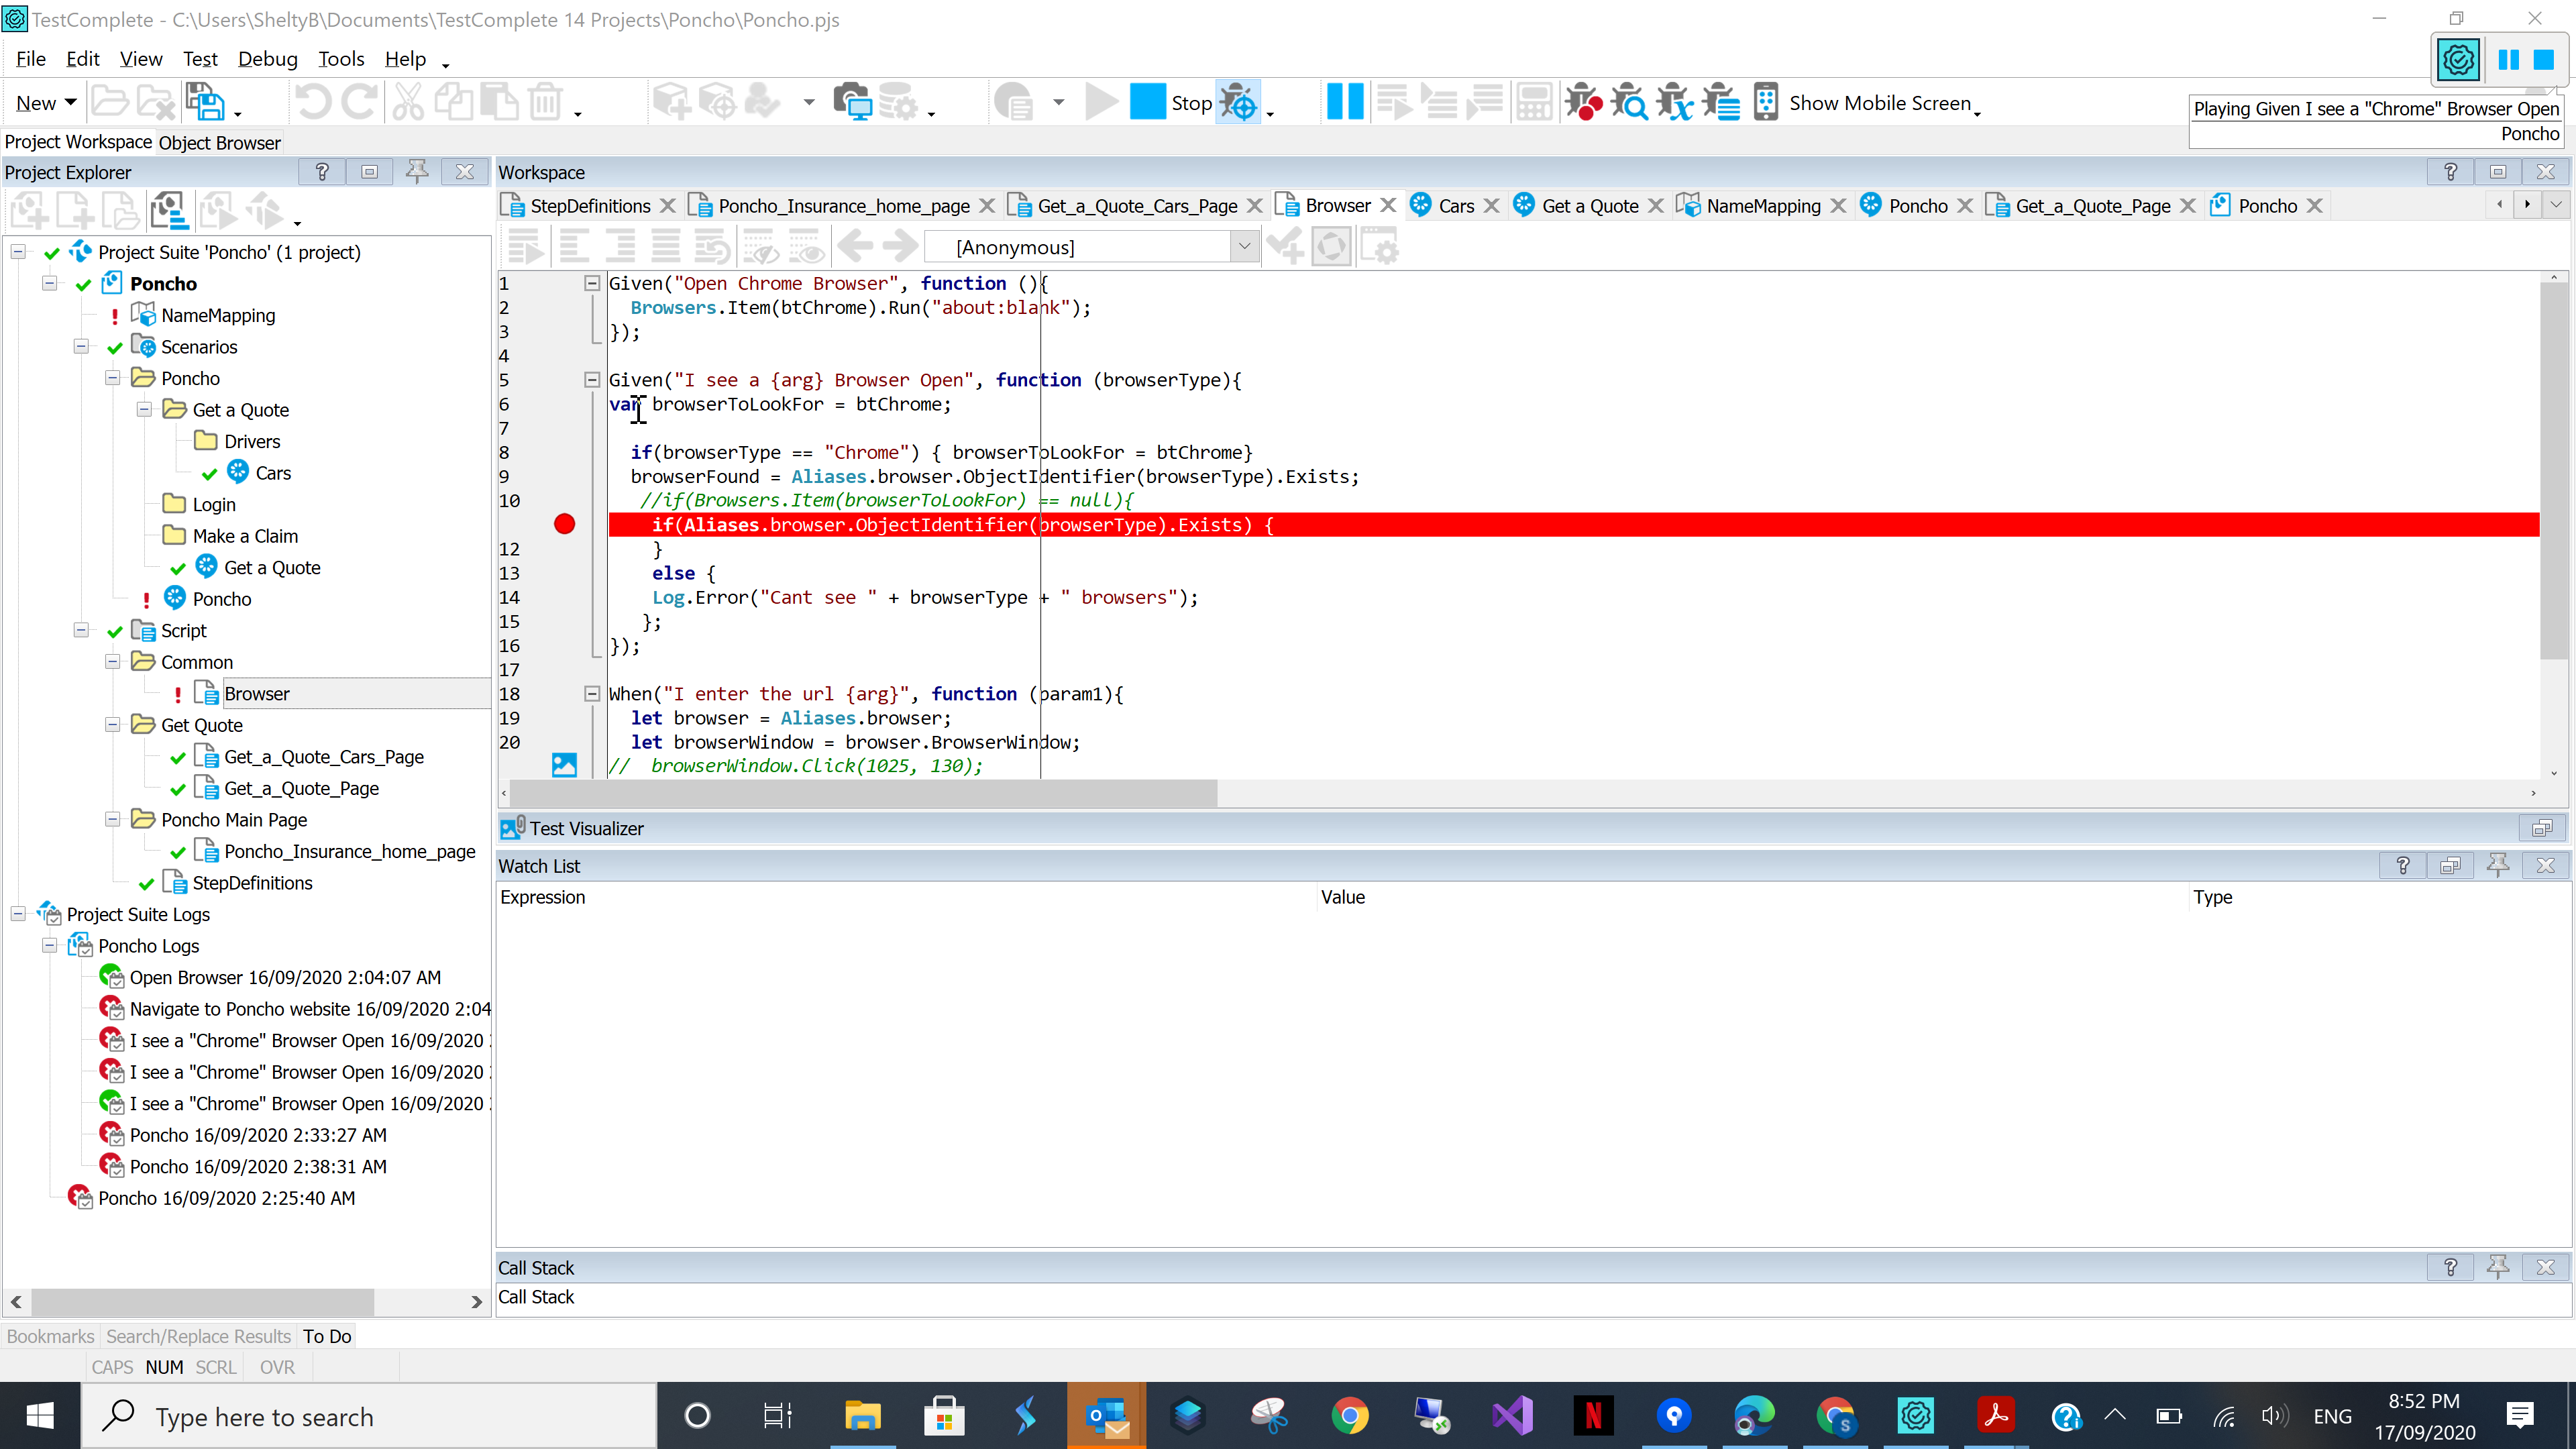 TestComplete - C:\Users\SheltyB\Documents\TestComplete 14 Projects\Poncho\Poncho.pjs
File Edit View Test Debug Tools Help
New Stop Show Mobile Screen
Playing Given I see a "Chrome" Browser Open
Poncho
Project Workspace Object Browser
Project Explorer
Workspace
StepDefinitions Poncho_Insurance_home_page Get_a_Quote_Cars_Page Browser Cars Get a Quote NameMapping Poncho Get_a_Quote_Page Poncho
[Anonymous]
Project Suite 'Poncho' (1 project)
Poncho
NameMapping
Scenarios
Poncho
Get a Quote
Drivers
Cars
Login
Make a Claim
Get a Quote
Poncho
Script
Common
Browser
Get Quote
Get_a_Quote_Cars_Page
Get_a_Quote_Page
Poncho Main Page
Poncho_Insurance_home_page
StepDefinitions
Project Suite Logs
Poncho Logs
Open Browser 16/09/2020 2:04:07 AM
Navigate to Poncho website 16/09/2020 2:04
I see a "Chrome" Browser Open 16/09/2020
I see a "Chrome" Browser Open 16/09/2020
I see a "Chrome" Browser Open 16/09/2020
Poncho 16/09/2020 2:33:27 AM
Poncho 16/09/2020 2:38:31 AM
Poncho 16/09/2020 2:25:40 AM
1 Given("Open Chrome Browser", function (){
2 Browsers.Item(btChrome).Run("about:blank");
3 });
4
5 Given("I see a {arg} Browser Open", function (browserType){
6 var browserToLookFor = btChrome;
7
8 if(browserType == "Chrome") { browserToLookFor = btChrome}
9 browserFound = Aliases.browser.ObjectIdentifier(browserType).Exists;
10 //if(Browsers.Item(browserToLookFor) == null){
if(Aliases.browser.ObjectIdentifier(browserType).Exists) {
12 }
13 else {
14 Log.Error("Cant see " + browserType + " browsers");
15 };
16 });
17
18 When("I enter the url {arg}", function (param1){
19 let browser = Aliases.browser;
20 let browserWindow = browser.BrowserWindow;
// browserWindow.Click(1025, 130);
Test Visualizer
Watch List
Expression Value Type
Call Stack
Call Stack
Bookmarks Search/Replace Results To Do
CAPS NUM SCRL OVR
Type here to search
ENG
8:52 PM
17/09/2020